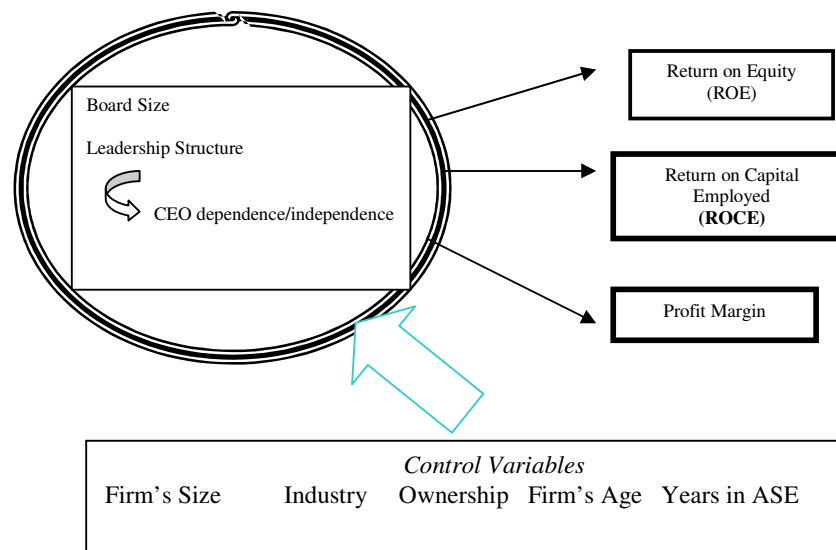 Board Size
Leadership Structure
CEO dependence/independence
Return on Equity
(ROE)
Return on Capital
Employed
(ROCE)
Profit Margin
Control Variables
Firm's Size Industry Ownership Firm's Age Years in ASE